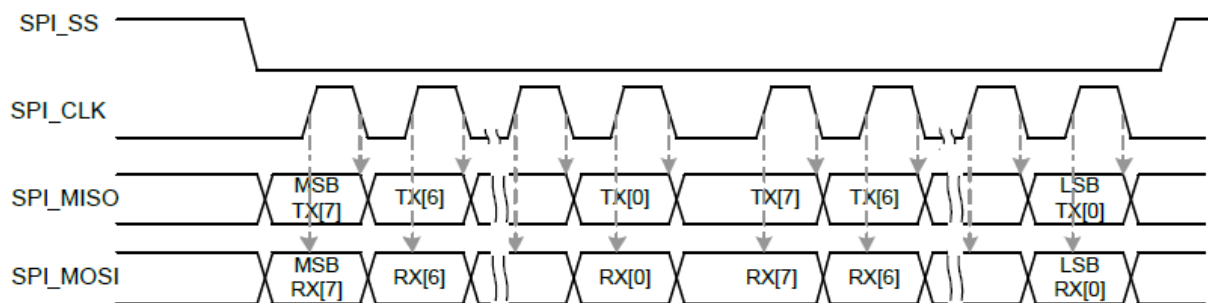 SPI_SS
SPI_CLK
SPI_MISO
MSB
TX[7]
TX[6]
TX[0]
TX[7]
TX[6]
LSB
TX[0]
SPI_MOSI
MSB
RX[7]
RX[6]
RX[0]
RX[7]
RX[6]
LSB
RX[0]